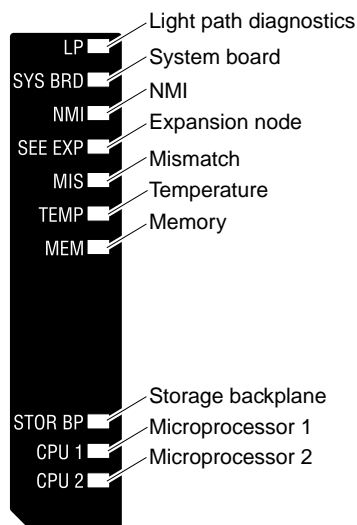 Light path diagnostics
LP
System board
SYS BRD
NMI
NMI
Expansion node
SEE EXP
Mismatch
MIS
Temperature
TEMP
Memory
MEM
Storage backplane
STOR BP
Microprocessor 1
CPU 1
Microprocessor 2
CPU 2